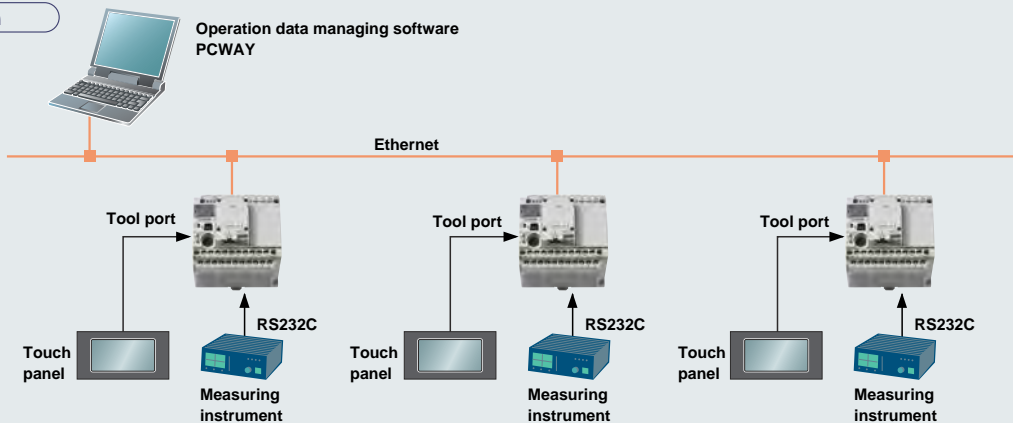 Operation data managing software
PCWAY
Ethernet
Tool port
Tool port
Tool port
RS232C
RS232C
RS232C
Touch
panel
Touch
panel
Touch
panel
Measuring
instrument
Measuring
instrument
Measuring
instrument